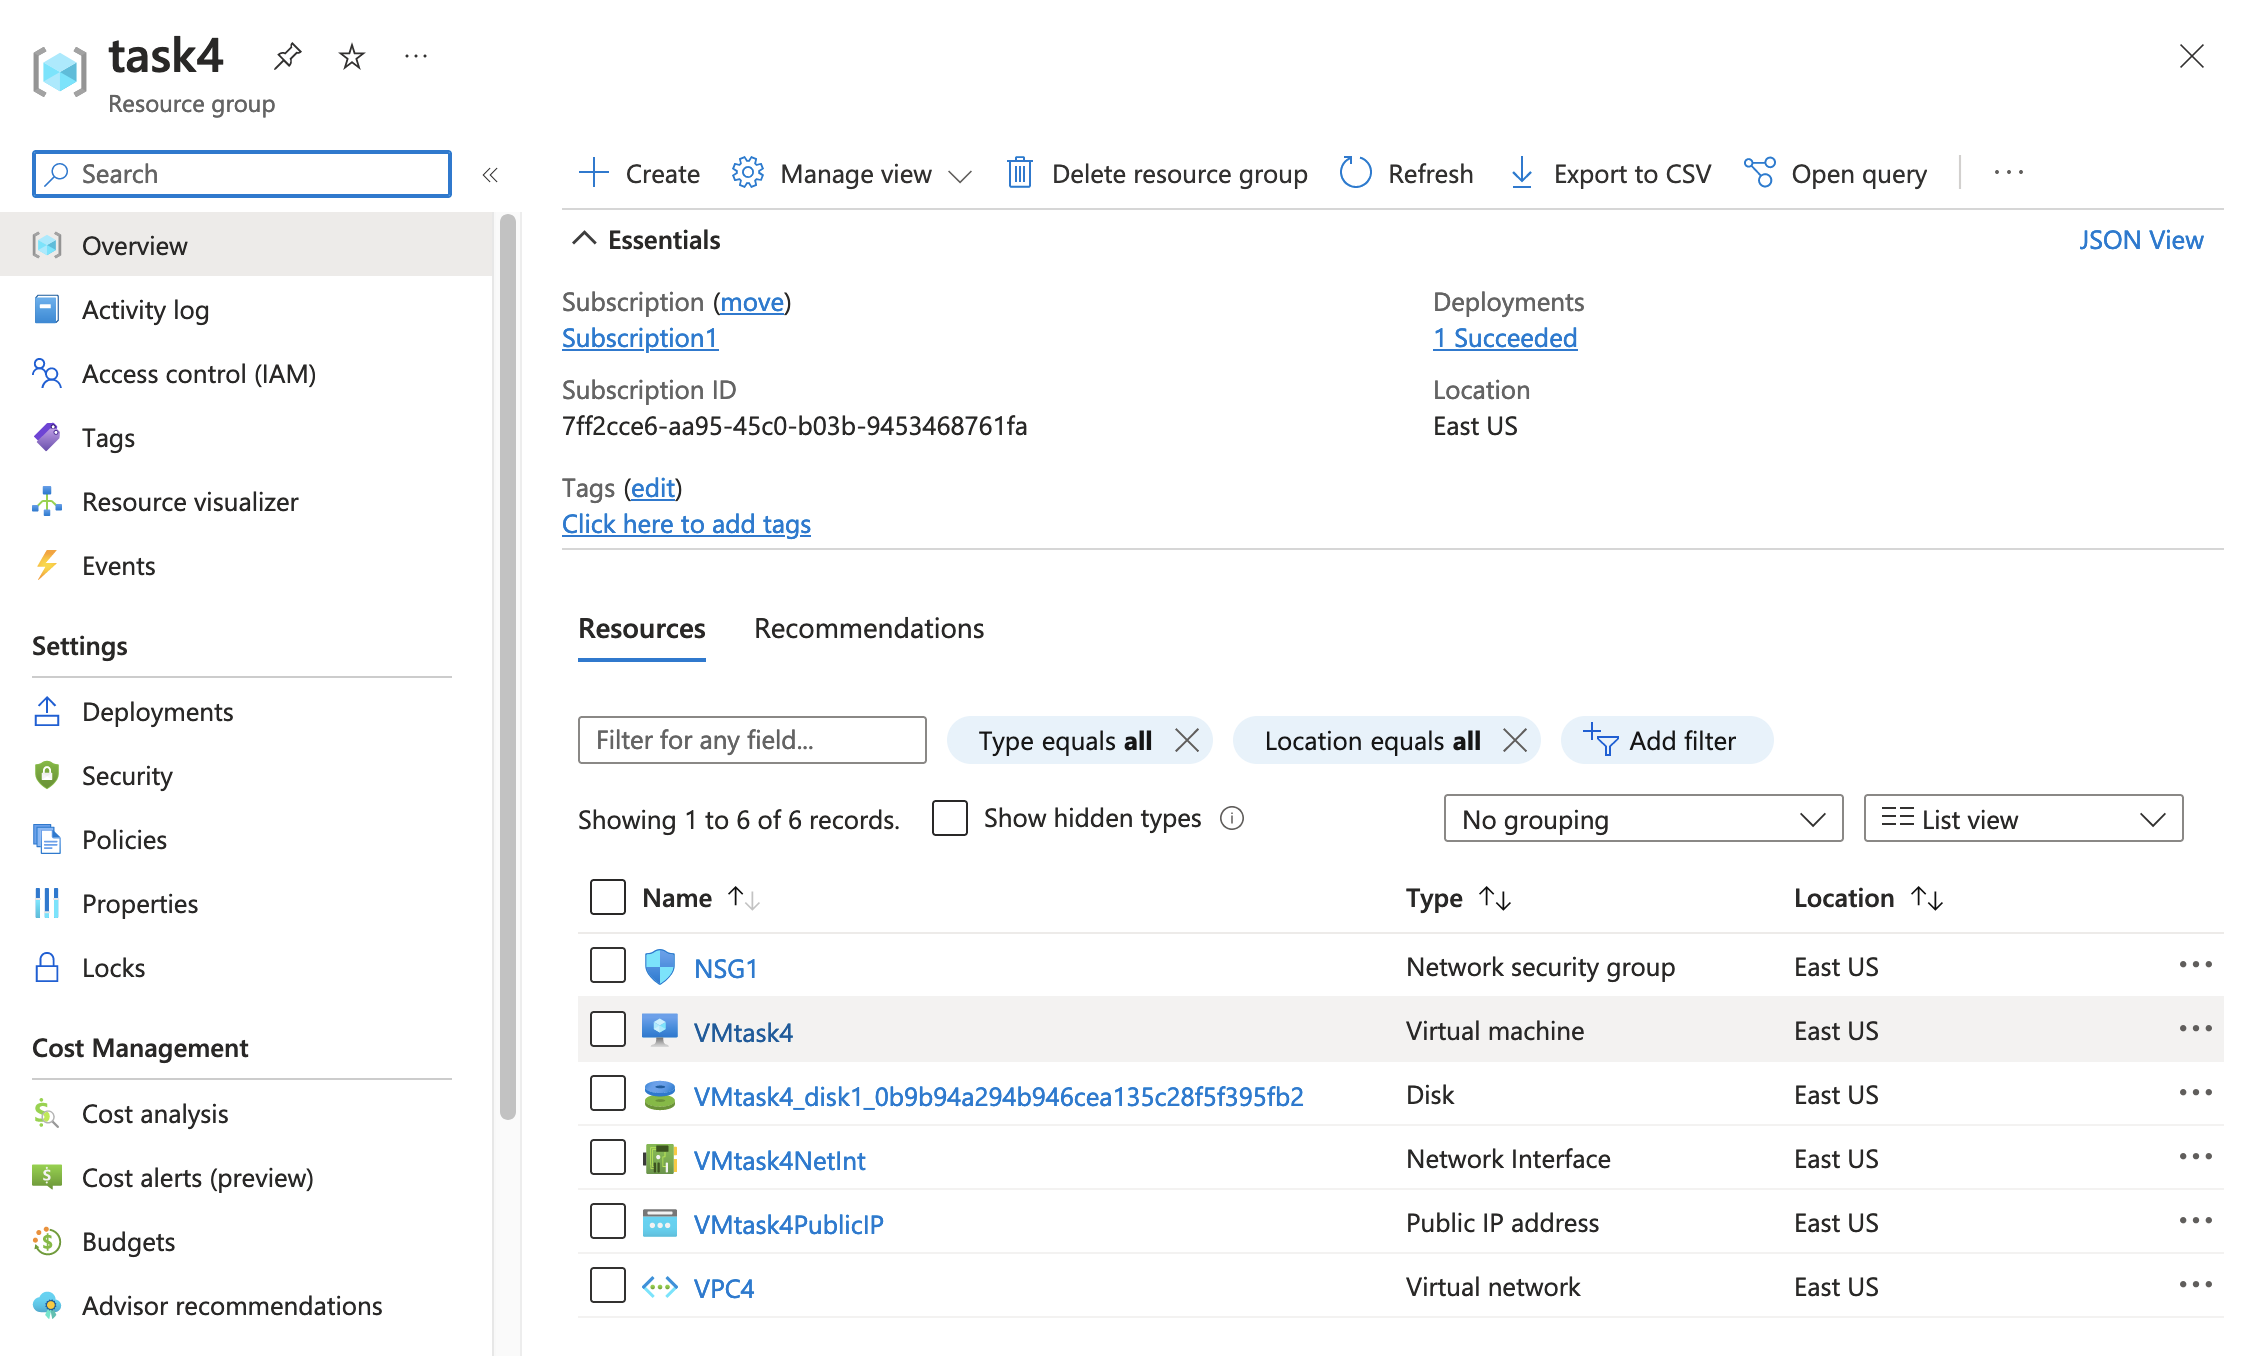 task4
Resource group
Search
Overview
Activity log
Access control (IAM)
Tags
Resource visualizer
Events
Settings
Deployments
Security
Policies
Properties
Locks
Cost Management
Cost analysis
Cost alerts (preview)
Budgets
Advisor recommendations
Create Manage view Delete resource group Refresh Export to CSV Open query
Essentials JSON View
Subscription (move)
Subscription1
Subscription ID
7ff2cce6-aa95-45c0-b03b-9453468761fa
Deployments
1 Succeeded
Location
East US
Tags (edit)
Click here to add tags
Resources Recommendations
Filter for any field... Type equals all Location equals all Add filter
Showing 1 to 6 of 6 records. Show hidden types No grouping List view
Name Type Location
NSG1 Network security group East US
VMtask4 Virtual machine East US
VMtask4_disk1_0b9b94a294b946cea135c28f5f395fb2 Disk East US
VMtask4NetInt Network Interface East US
VMtask4PublicIP Public IP address East US
VPC4 Virtual network East US